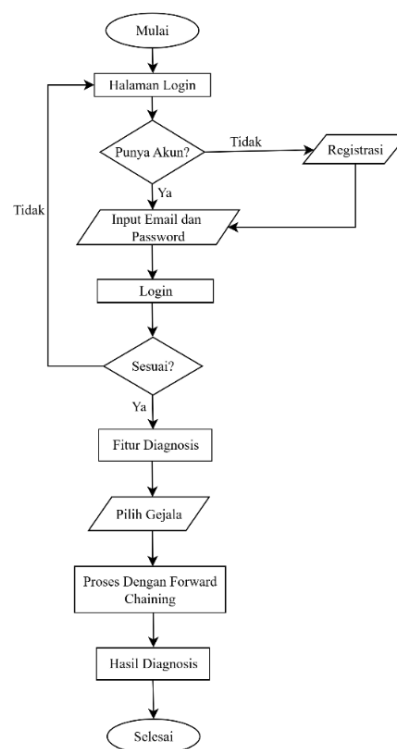 Mulai
Halaman Login
Punya Akun?
Tidak
Registrasi
Ya
Tidak
Input Email dan
Password
Login
Sesuai?
Ya
Fitur Diagnosis
Pilih Gejala
Proses Dengan Forward
Chaining
Hasil Diagnosis
Selesai